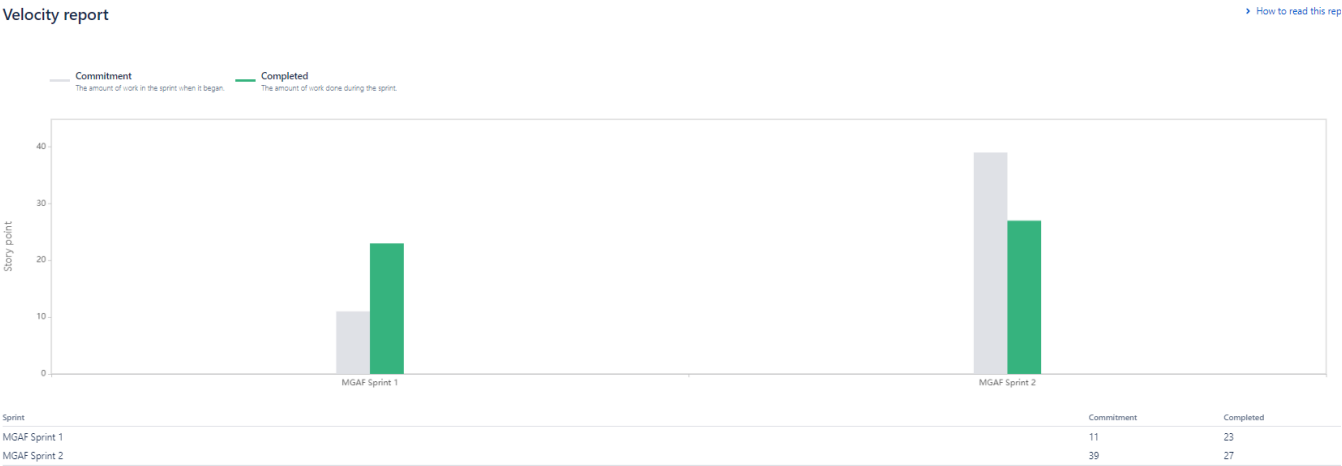 Velocity report
How to read this rep
Commitment
The amount of work in the sprint when it began.
Completed
The amount of work done during the sprint.
40
30
20
10
0
Story point
MGAF Sprint 1
MGAF Sprint 2
Sprint Commitment Completed
MGAF Sprint 1 11 23
MGAF Sprint 2 39 27